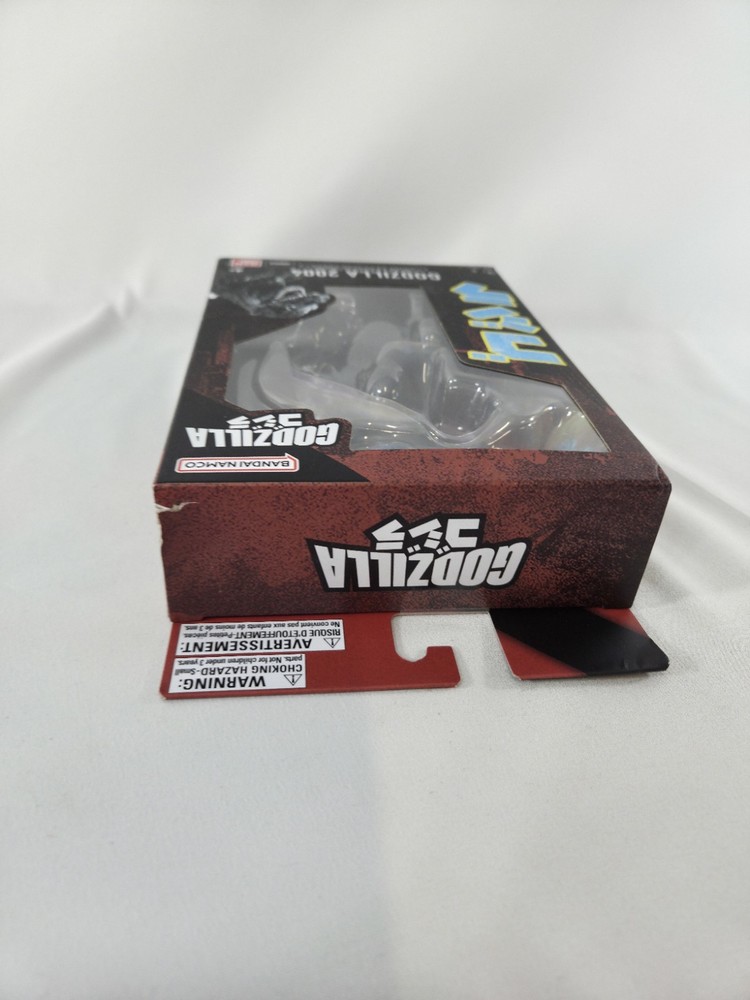 WARNING:
CHOKING HAZARD-Small
parts. Not for children under 3 years.
AVERTISSEMENT:
RISQUE D'ÉTOUFFEMENT-Petites pièces.
Ne convient pas aux enfants de moins de 3 ans.
GODZILLA
ゴジラ
BANDAI NAMCO
GODZILLA
ゴジラ
ゴジラ
GODZILLA 2004